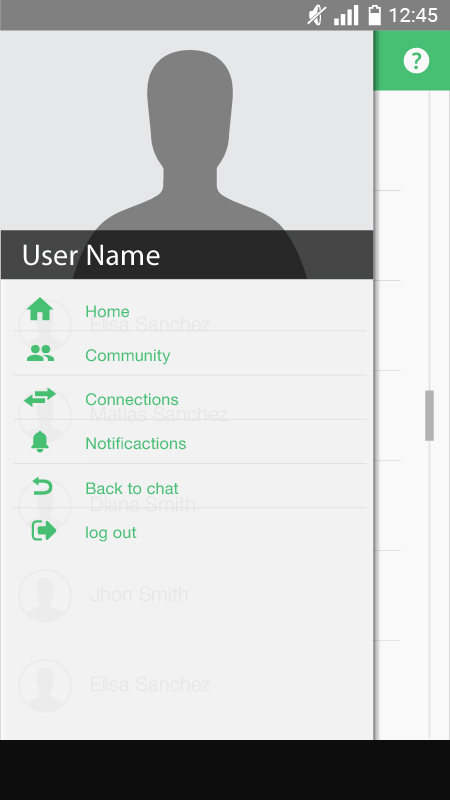 12:45
?
User Name
Home
Elisa Sanchez
Community
Connections
Matias Sanchez
Notificactions
Back to chat
Diana Smith
log out
Jhon Smith
Elisa Sanchez